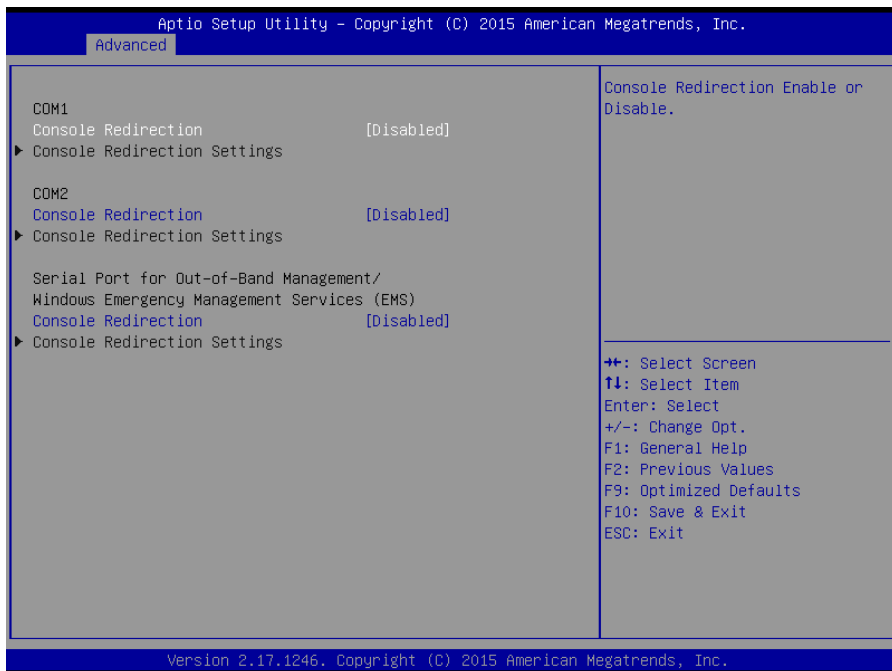 Aptio Setup Utility – Copyright (C) 2015 American Megatrends, Inc.
Advanced
COM1
Console Redirection [Disabled]
▶ Console Redirection Settings
COM2
Console Redirection [Disabled]
▶ Console Redirection Settings
Serial Port for Out-of-Band Management/
Windows Emergency Management Services (EMS)
Console Redirection [Disabled]
▶ Console Redirection Settings
Console Redirection Enable or
Disable.
→←: Select Screen
↑↓: Select Item
Enter: Select
+/-: Change Opt.
F1: General Help
F2: Previous Values
F9: Optimized Defaults
F10: Save & Exit
ESC: Exit
Version 2.17.1246. Copyright (C) 2015 American Megatrends, Inc.